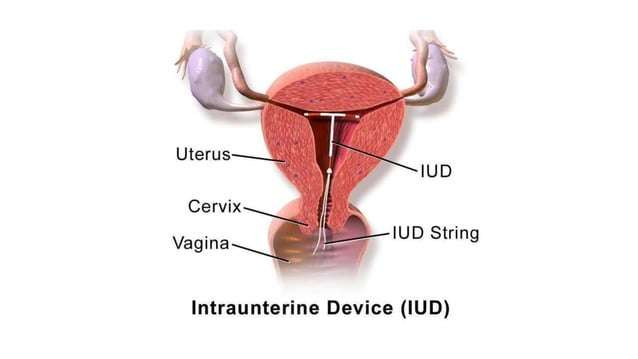 Uterus
IUD
Cervix
IUD String
Vagina
Intraunterine Device (IUD)